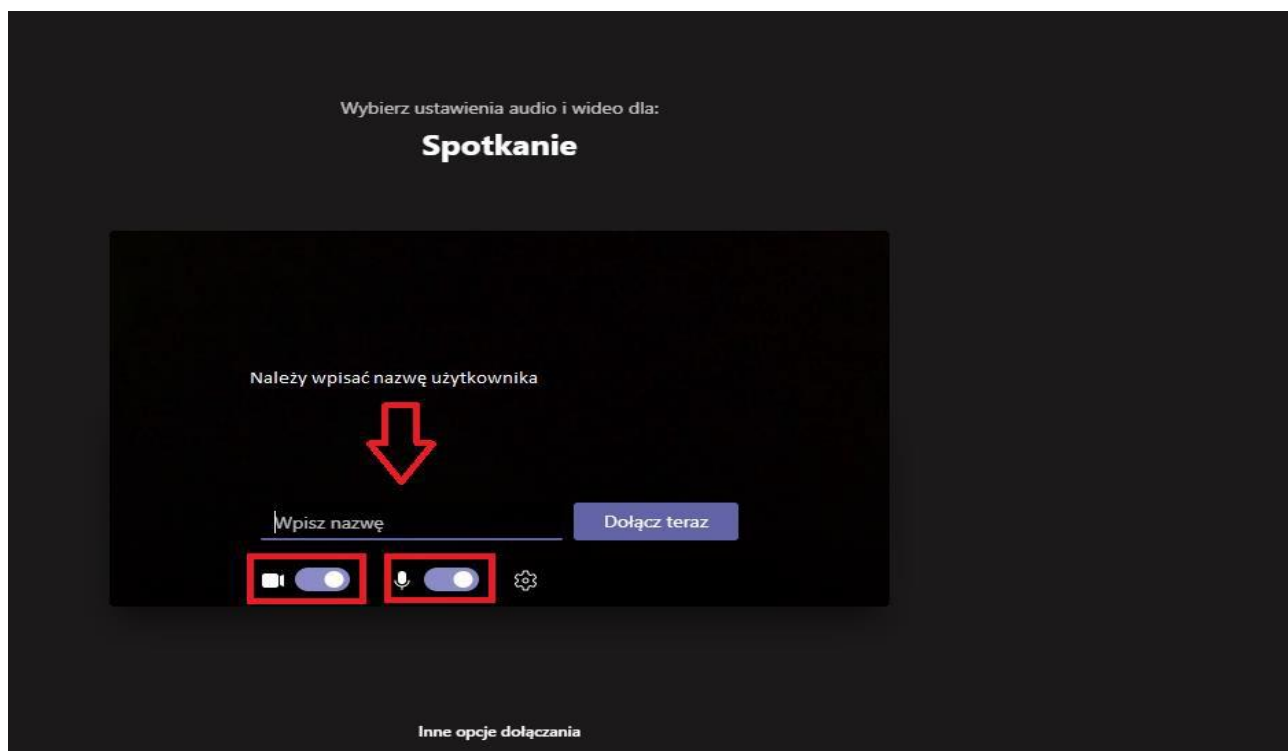 Wybierz ustawienia audio i wideo dla:
Spotkanie
Należy wpisać nazwę użytkownika
Wpisz nazwę
Dołącz teraz
Inne opcje dołączania